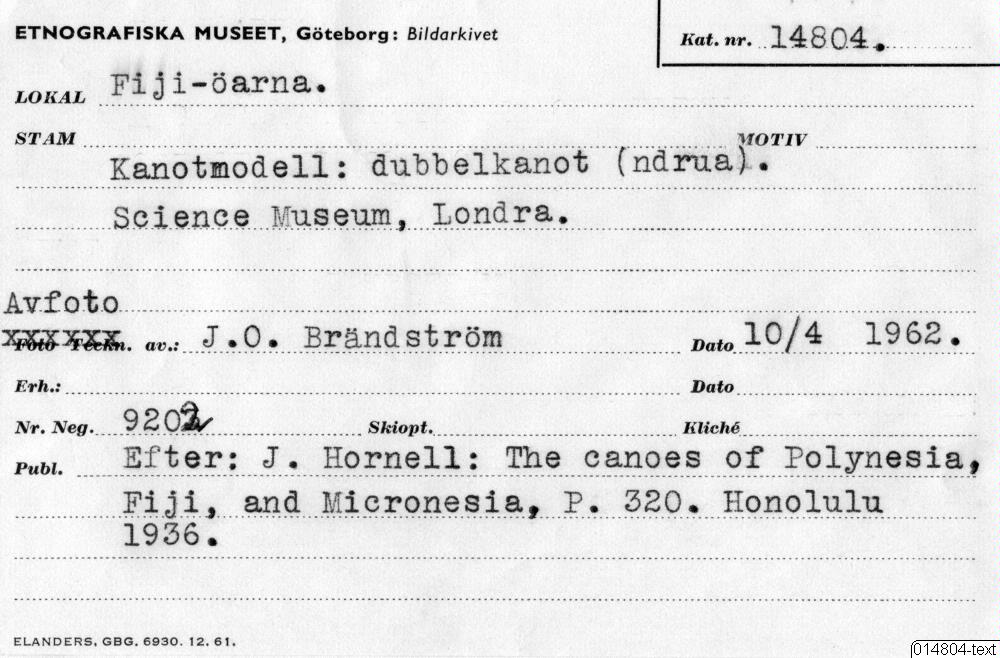 ETNOGRAFISKA MUSEET, Göteborg: Bildarkivet
Kat. nr. 14804.
LOKAL Fiji-öarna.
STAM
MOTIV
Kanotmodell: dubbelkanot (ndrua).
Science Museum, Londra.
Avfoto
Foto Teckn. av.: J.O. Brändström Dato 10/4 1962.
Erh.: Dato
Nr. Neg. 9202 Skiopt. Kliché
Publ. Efter: J. Hornell: The canoes of Polynesia,
Fiji, and Micronesia, P. 320. Honolulu
1936.
ELANDERS, GBG. 6930. 12. 61.
014804-text